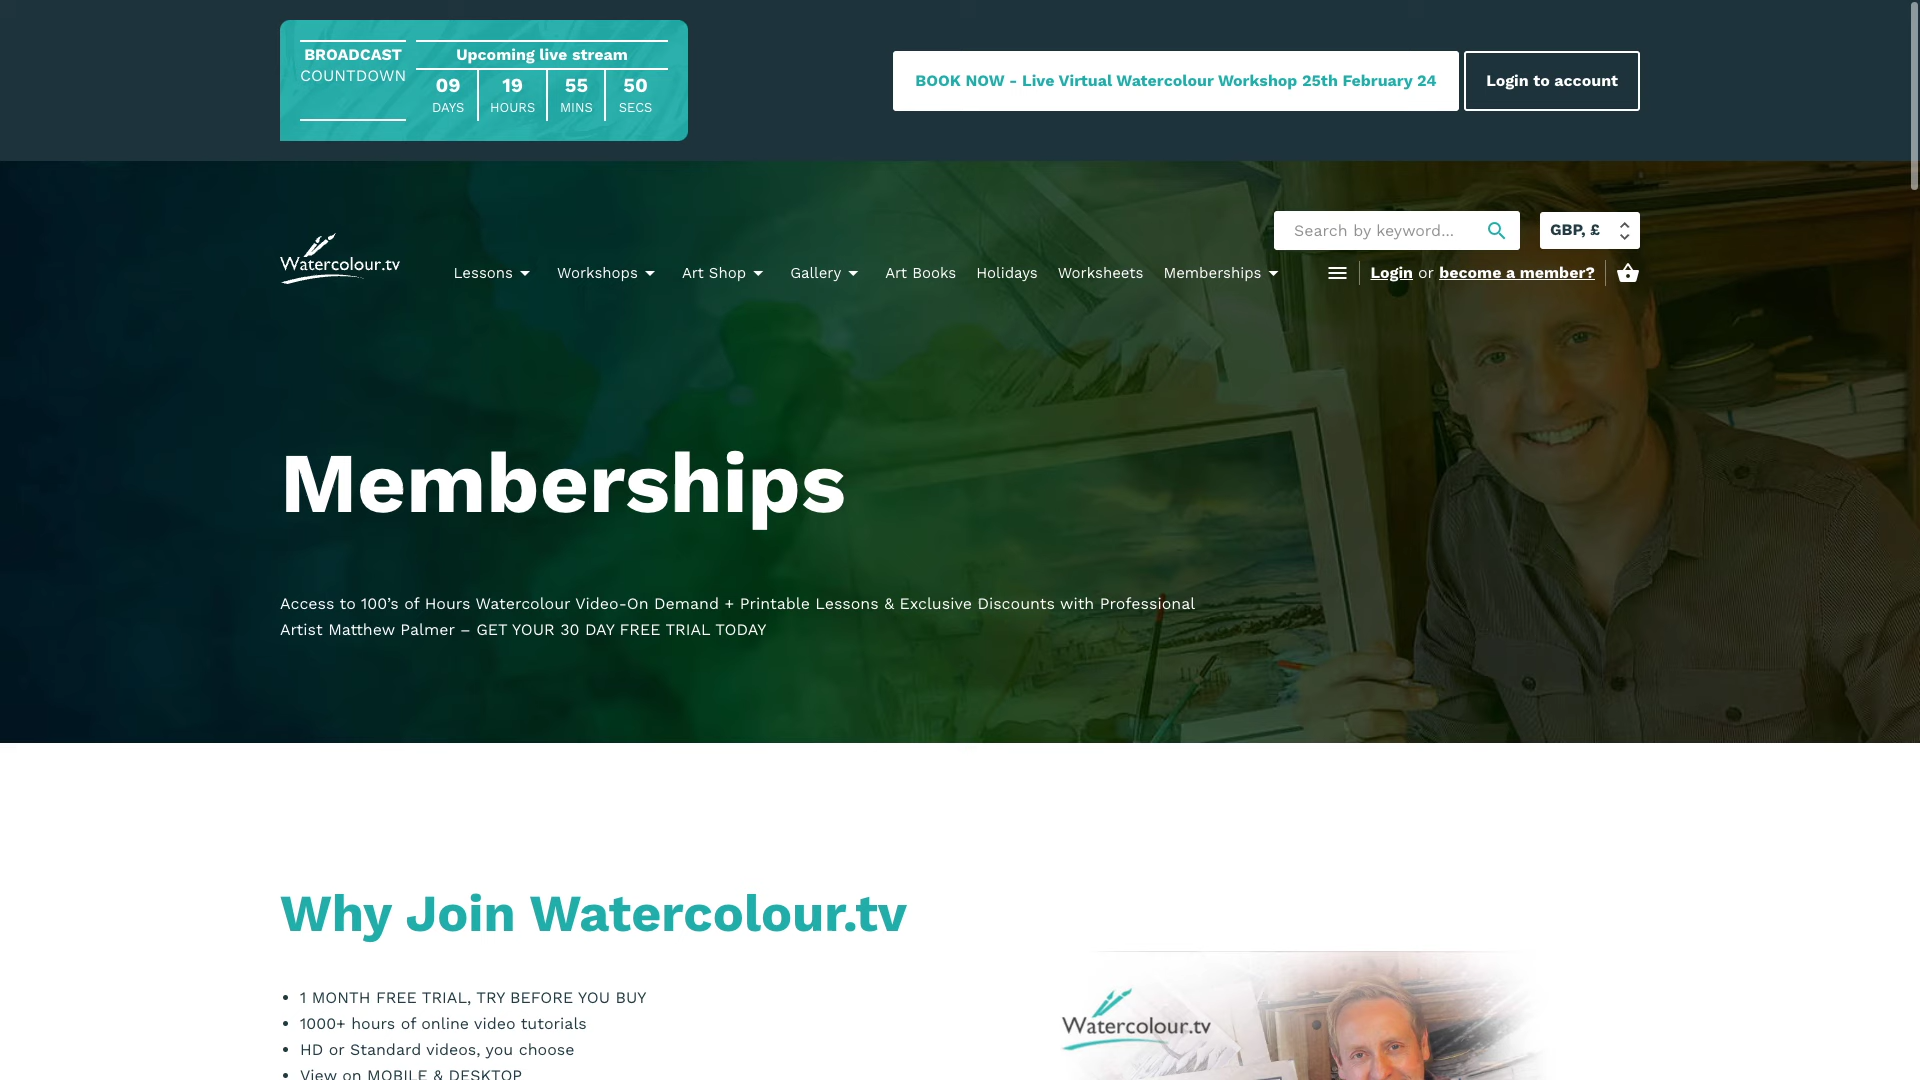 BROADCAST
COUNTDOWN
Upcoming live stream
09 19 55 50
DAYS HOURS MINS SECS
BOOK NOW - Live Virtual Watercolour Workshop 25th February 24
Login to account
Search by keyword...
GBP, £
Watercolour.tv
Lessons Workshops Art Shop Gallery Art Books Holidays Worksheets Memberships
Login or become a member?
Memberships
Access to 100’s of Hours Watercolour Video-On Demand + Printable Lessons & Exclusive Discounts with Professional
Artist Matthew Palmer – GET YOUR 30 DAY FREE TRIAL TODAY
Why Join Watercolour.tv
• 1 MONTH FREE TRIAL, TRY BEFORE YOU BUY
• 1000+ hours of online video tutorials
• HD or Standard videos, you choose
• View on MOBILE & DESKTOP
Watercolour.tv